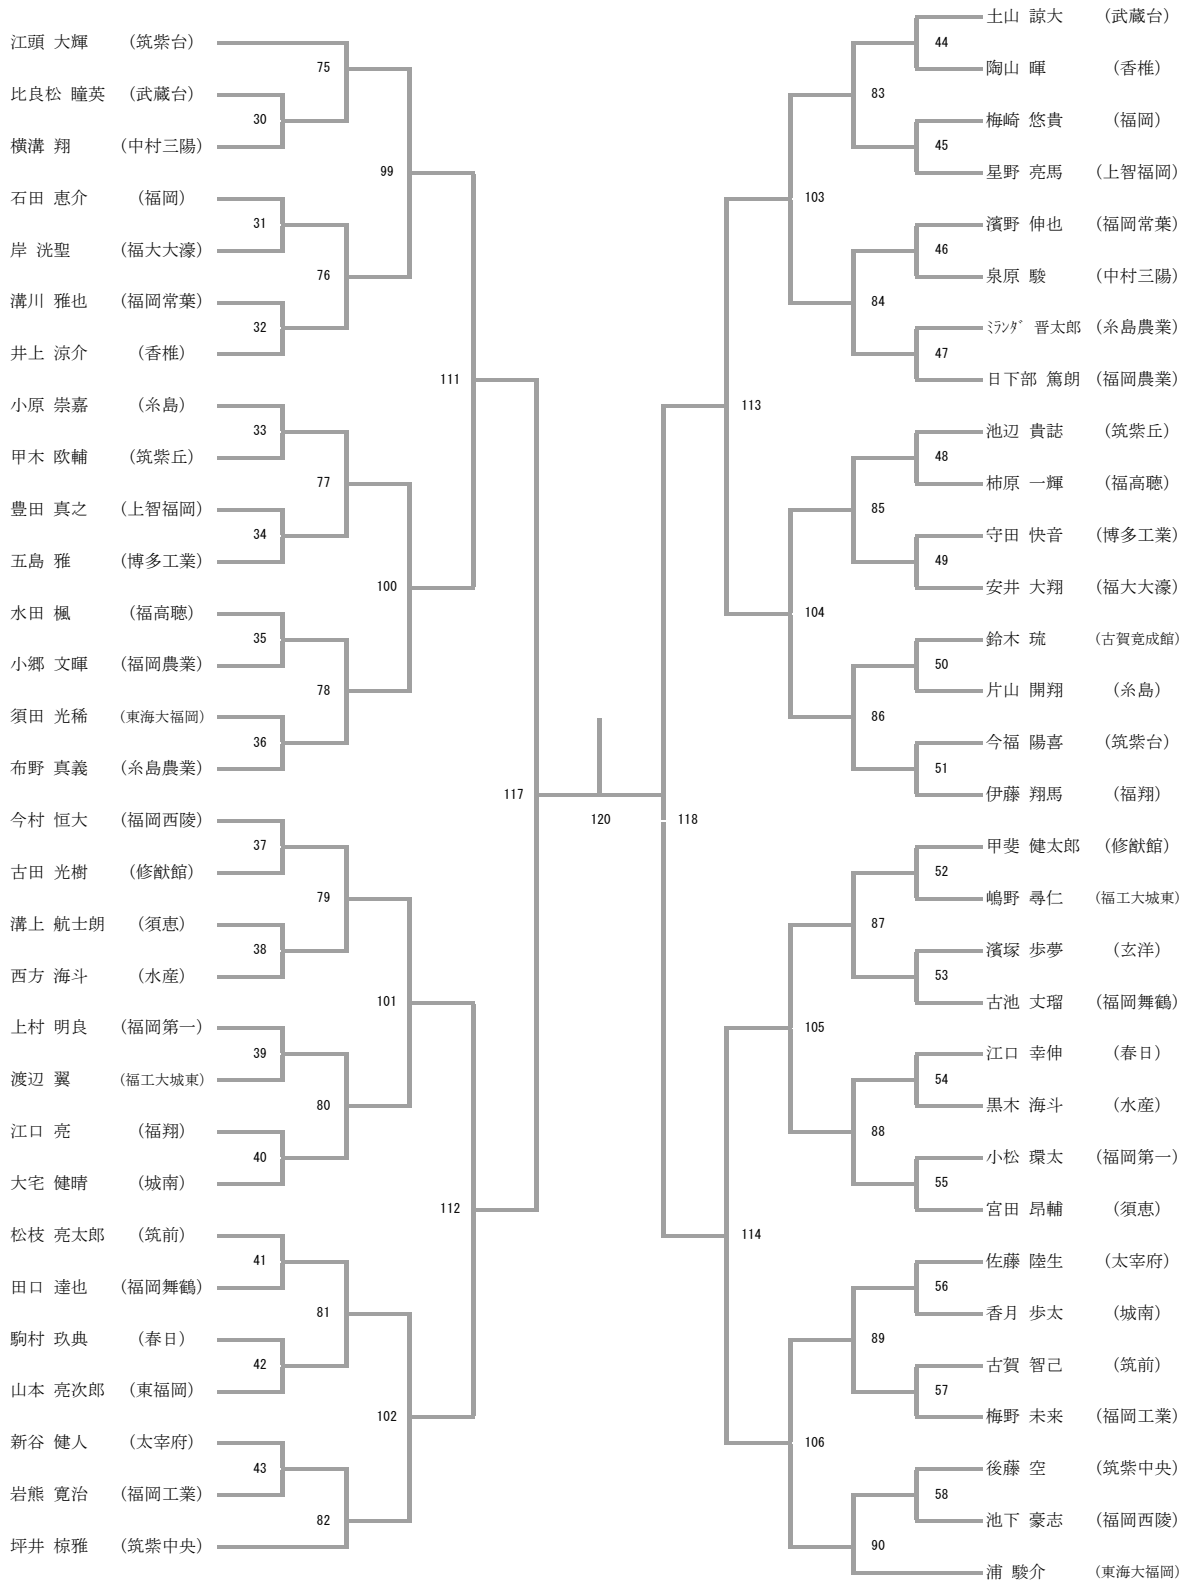 江頭 大輝 (筑紫台)
75
比良松 瞳英 (武蔵台)
30
横溝 翔 (中村三陽)
99
石田 恵介 (福岡)
31
岸 洸聖 (福大大濠)
76
溝川 雅也 (福岡常葉)
32
井上 涼介 (香椎)
111
小原 崇嘉 (糸島)
33
甲木 欧輔 (筑紫丘)
77
豊田 真之 (上智福岡)
34
五島 雅 (博多工業)
100
水田 楓 (福高聴)
35
小郷 文暉 (福岡農業)
78
須田 光稀 (東海大福岡)
36
布野 真義 (糸島農業)
117
今村 恒大 (福岡西陵)
37
古田 光樹 (修猷館)
79
溝上 航士朗 (須恵)
38
西方 海斗 (水産)
101
上村 明良 (福岡第一)
39
渡辺 翼 (福工大城東)
80
江口 亮 (福翔)
40
大宅 健晴 (城南)
112
松枝 亮太郎 (筑前)
41
田口 達也 (福岡舞鶴)
81
駒村 玖典 (春日)
42
山本 亮次郎 (東福岡)
102
新谷 健人 (太宰府)
43
岩熊 寛治 (福岡工業)
82
坪井 椋雅 (筑紫中央)
120
118
土山 諒大 (武蔵台)
44
陶山 暉 (香椎)
83
梅崎 悠貴 (福岡)
45
星野 亮馬 (上智福岡)
103
濱野 伸也 (福岡常葉)
46
泉原 駿 (中村三陽)
84
ﾐﾗﾝﾀﾞ 晋太郎 (糸島農業)
47
日下部 篤朗 (福岡農業)
113
池辺 貴誌 (筑紫丘)
48
柿原 一輝 (福高聴)
85
守田 快音 (博多工業)
49
安井 大翔 (福大大濠)
104
鈴木 琉 (古賀竟成館)
50
片山 開翔 (糸島)
86
今福 陽喜 (筑紫台)
51
伊藤 翔馬 (福翔)
甲斐 健太郎 (修猷館)
52
嶋野 尋仁 (福工大城東)
87
濱塚 歩夢 (玄洋)
53
古池 丈瑠 (福岡舞鶴)
105
江口 幸伸 (春日)
54
黒木 海斗 (水産)
88
小松 環太 (福岡第一)
55
宮田 昂輔 (須恵)
114
佐藤 陸生 (太宰府)
56
香月 歩太 (城南)
89
古賀 智己 (筑前)
57
梅野 未来 (福岡工業)
106
後藤 空 (筑紫中央)
58
池下 豪志 (福岡西陵)
90
浦 駿介 (東海大福岡)